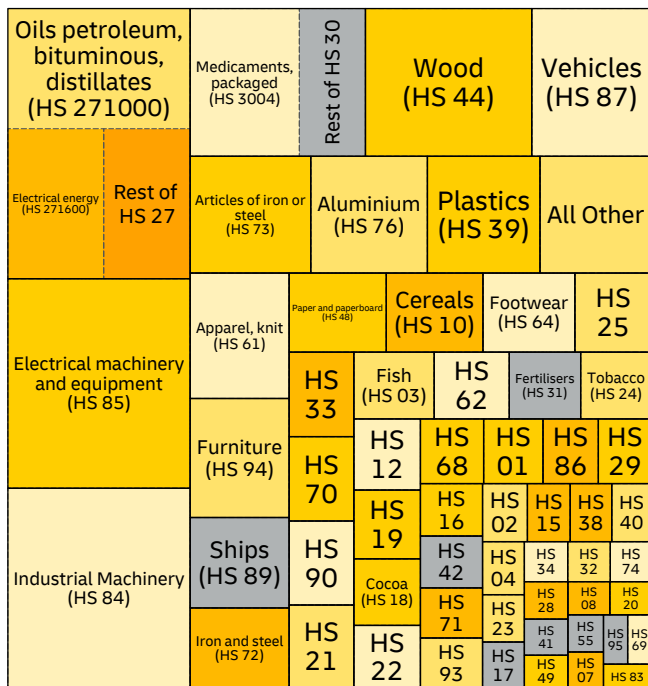 Oils petroleum,
bituminous,
distillates
(HS 271000)
Electrical energy
(HS 271600)
Rest of
HS 27
Electrical machinery
and equipment
(HS 85)
Industrial Machinery
(HS 84)
Medicaments,
packaged
(HS 3004)
Rest of HS 30
Wood
(HS 44)
Vehicles
(HS 87)
Articles of iron or
steel
(HS 73)
Aluminium
(HS 76)
Plastics
(HS 39)
All Other
Apparel, knit
(HS 61)
Furniture
(HS 94)
Ships
(HS 89)
Iron and steel
(HS 72)
Paper and paperboard
(HS 48)
Cereals
(HS 10)
Footwear
(HS 64)
HS
25
HS
33
HS
70
HS
90
HS
21
Fish
(HS 03)
HS
62
Fertilisers
(HS 31)
Tobacco
(HS 24)
HS
12
HS
19
Cocoa
(HS 18)
HS
22
HS
68
HS
01
HS
86
HS
29
HS
16
HS
42
HS
71
HS
93
HS
02
HS
04
HS
23
HS
17
HS
15
HS
38
HS
40
HS
34
HS
32
HS
74
HS
28
HS
08
HS
20
HS
41
HS
55
HS
95
HS
69
HS
49
HS
07
HS 83